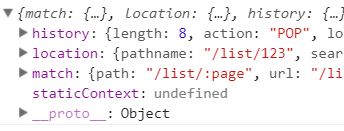 ▼ {match: {…}, location: {…}, history: {…}
▶ history: {length: 8, action: "POP", lo
▶ location: {pathname: "/list/123", sear
▶ match: {path: "/list/:page", url: "/li
staticContext: undefined
▶ __proto__: Object